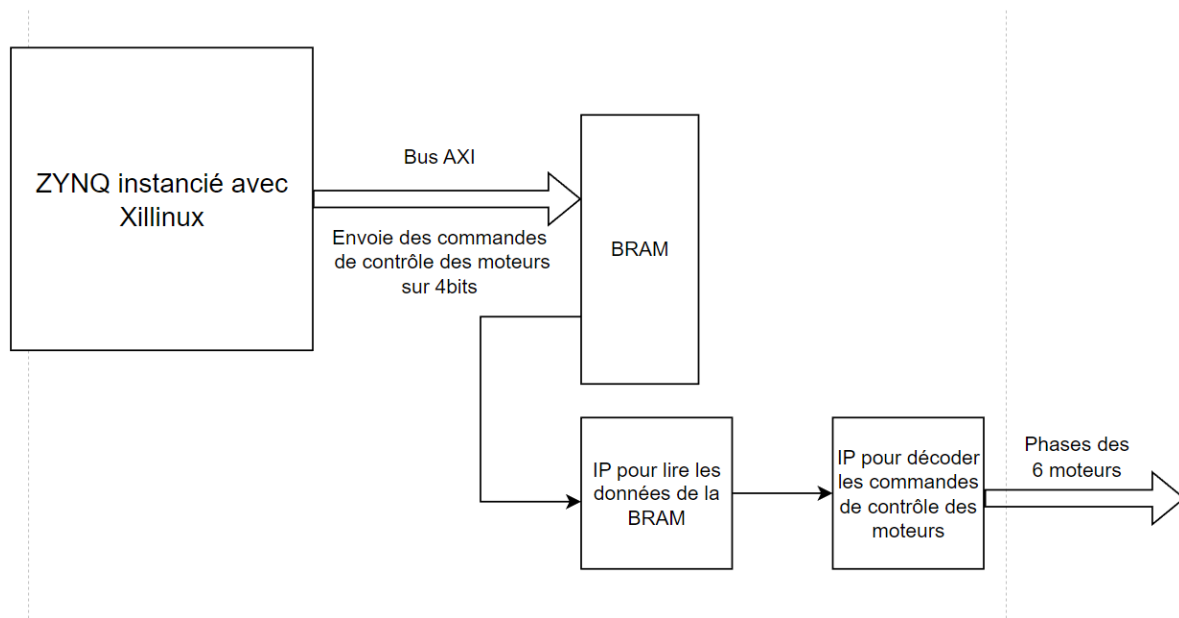 ZYNQ instancié avec
Xillinux
Bus AXI
Envoie des commandes
de contrôle des moteurs
sur 4bits
BRAM
IP pour lire les
données de la
BRAM
IP pour décoder
les commandes
de contrôle des
moteurs
Phases des
6 moteurs